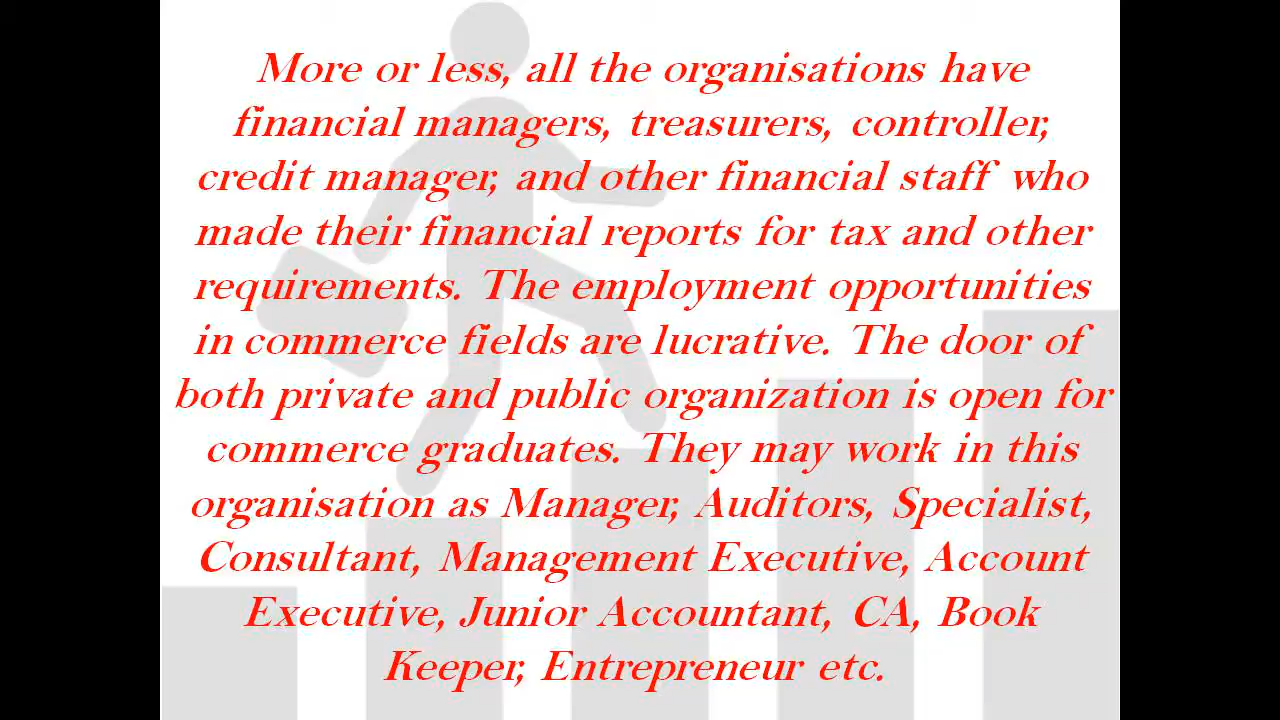 More or less, all the organisations have
financial managers, treasurers, controller,
credit manager, and other financial staff who
made their financial reports for tax and other
requirements. The employment opportunities
in commerce fields are lucrative. The door of
both private and public organization is open for
commerce graduates. They may work in this
organisation as Manager, Auditors, Specialist,
Consultant, Management Executive, Account
Executive, Junior Accountant, CA, Book
Keeper, Entrepreneur etc.